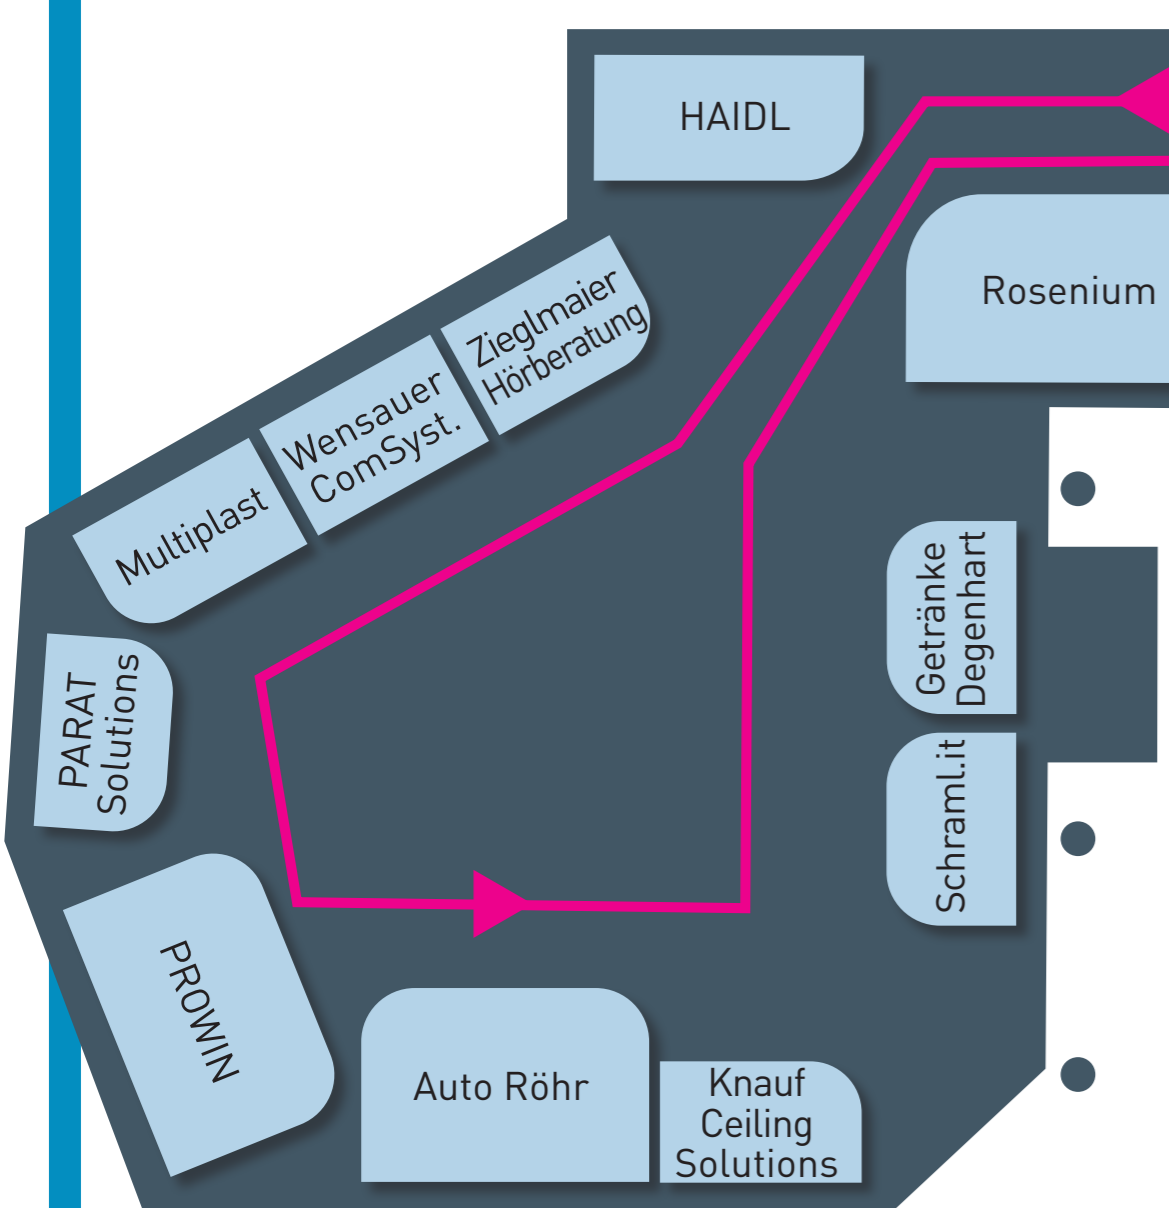 HAIDL
Rosenium
Zieglmaier
Hörberatung
Wensauer
ComSyst.
Multiplast
Getränke
Degenhart
PARAT
Solutions
Schraml.it
PROWIN
Auto Röhr
Knauf
Ceiling
Solutions